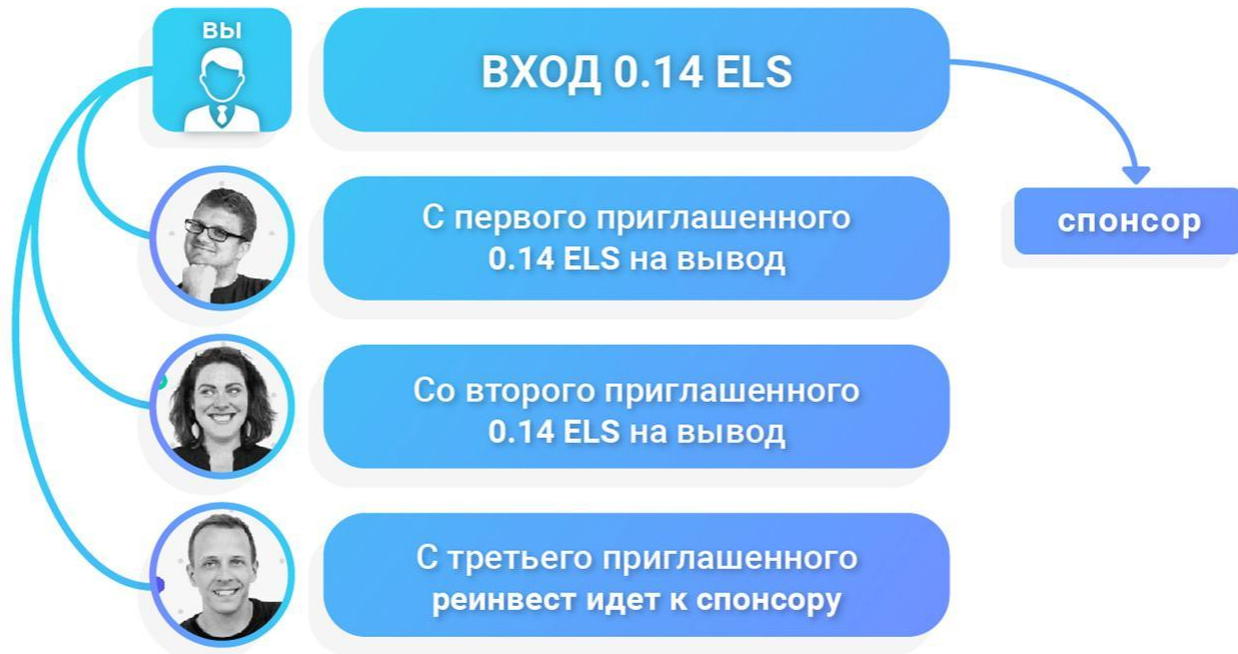 ВЫ
ВХОД 0.14 ELS
спонсор
С первого приглашенного
0.14 ELS на вывод
Со второго приглашенного
0.14 ELS на вывод
С третьего приглашенного
реинвест идет к спонсору